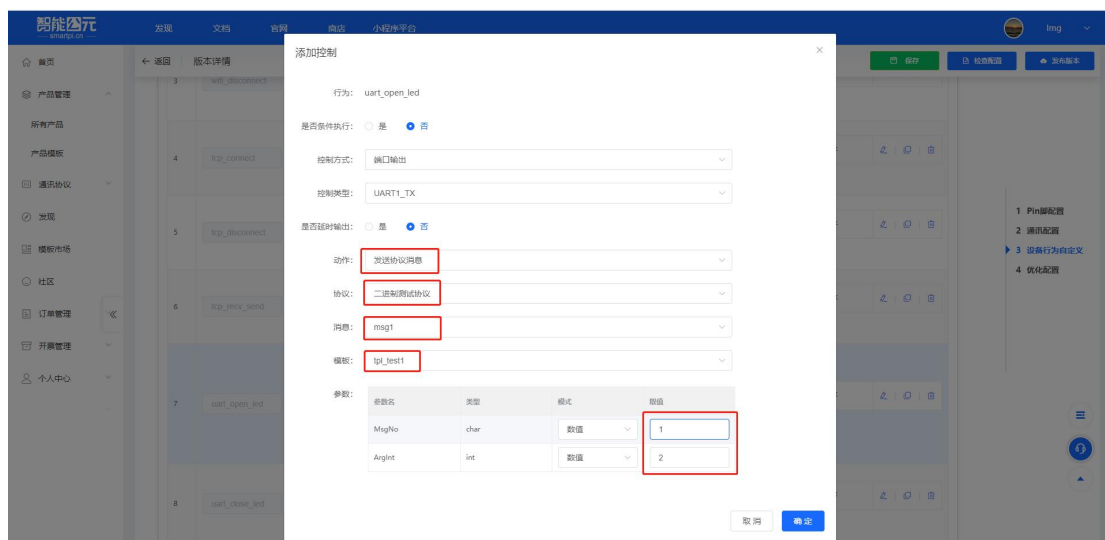 智能公元
smartpi.cn
发现 文档 官网 商店 小程序平台
lmg
首页
产品管理
所有产品
产品模板
通讯协议
发现
模板市场
社区
订单管理
开票管理
个人中心
← 返回 版本详情
保存 检查配置 发布版本
3 wifi_disconnect
4 tcp_connect
5 tcp_disconnect
6 tcp_recv_send
7 uart_open_led
8 uart_close_led
添加控制
行为: uart_open_led
是否条件执行: 是 否
控制方式: 端口输出
控制类型: UART1_TX
是否延时输出: 是 否
动作: 发送协议消息
协议: 二进制测试协议
消息: msg1
模板: tpl_test1
参数:
参数名 类型 模式 取值
MsgNo char 数值 1
ArgInt int 数值 2
取消 确定
1 Pin脚配置
2 通讯配置
3 设备行为自定义
4 优化配置